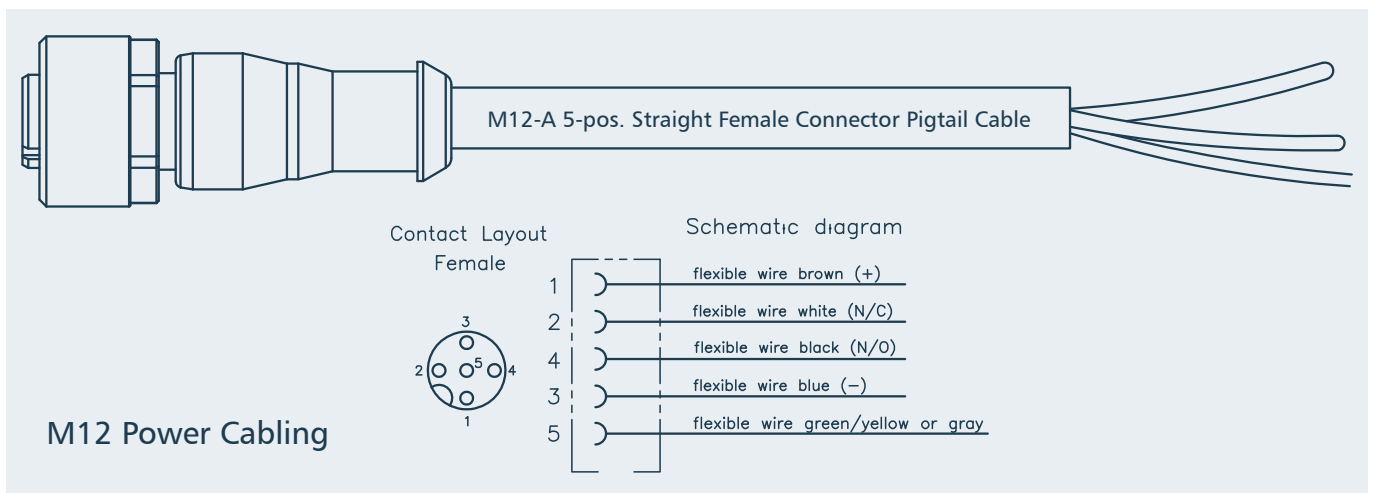 M12-A 5-pos. Straight Female Connector Pigtail Cable
Contact Layout
Female
Schematic diagram
1 flexible wire brown (+)
2 flexible wire white (N/C)
4 flexible wire black (N/O)
3 flexible wire blue (−)
5 flexible wire green/yellow or gray
3
2 5 4
1
M12 Power Cabling